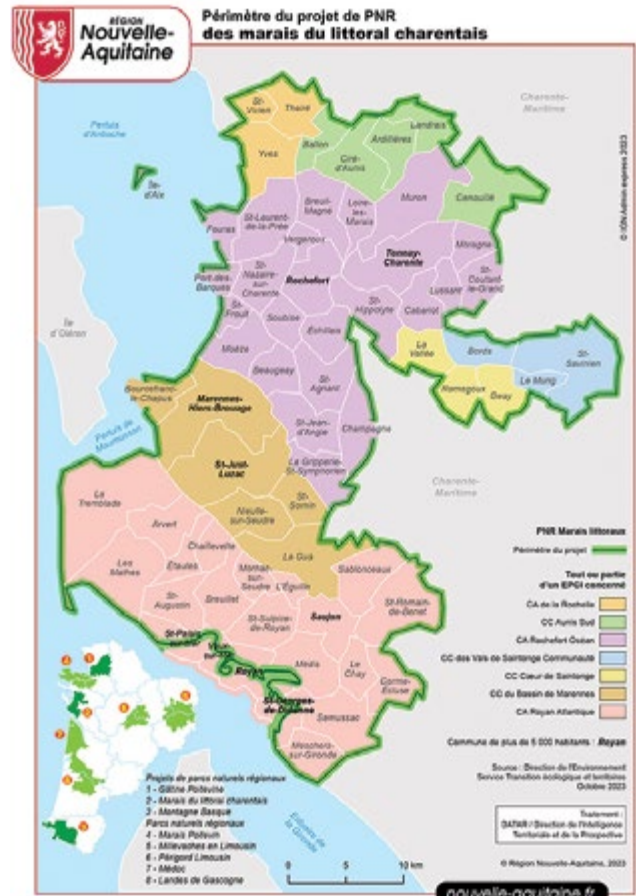 RÉGION
Nouvelle-
Aquitaine
Périmètre du projet de PNR
des marais du littoral charentais
Charente-
Maritime
Pertuis
d'Antioche
© IGN Admin express 2023
St-
Vivien
Thairé
Yves
Ballon
Ciré-
d'Aunis
Ardillières
Landrais
Île-
d'Aix
Genouillé
Muron
Breuil-
Magné
Loire-
les-
Marais
St-Laurent-
de-la-Prée
Fouras
Vergeroux
Tonnay-
Charente
Moragne
St-
Coutant-
le-Grand
Port-des-
Barques
St-
Nazaire-
sur-
Charente
Rochefort
Lussant
St-
Froult
Soubise
St-
Hippolyte
Cabariot
Échillais
Île
d'Oléron
Moëze
La
Vallée
Bords
St-
Savinien
Beaugeay
St-
Agnant
Romegoux
Geay
Le Mung
Bourcefranc-
le-Chapus
Marennes-
Hiers-Brouage
Pertuis de
Maumusson
St-Jean-
d'Angle
Champagne
La Gripperie-
St-Symphorien
St-Just-
Luzac
Charente-
Maritime
La
Tremblade
St-
Sornin
Nieulle-
sur-Seudre
Arvert
Chaillevette
Le Gua
Les
Mathes
Étaules
Mornac-
sur-
Seudre
L'Éguille
Sablonceaux
St-
Augustin
Breuillet
St-Sulpice-
de-Royan
Saujon
St-Romain-
de-Benet
St-Palais-
sur-Mer
Vaux-
sur-Mer
Royan
Médis
Le
Chay
Corme-
Écluse
St-Georges-
de-Didonne
Semussac
Meschers-
sur-Gironde
Estuaire de
la Gironde
PNR Marais littoraux
Périmètre du projet
Tout ou partie
d'un EPCI concerné
CA de la Rochelle
CC Aunis Sud
CA Rochefort Océan
CC des Vals de Saintonge Communauté
CC Cœur de Saintonge
CC du Bassin de Marennes
CA Royan Atlantique
Commune de plus de 5 000 habitants : Royan
Source : Direction de l'Environnement
Service Transition écologique et territoires
Octobre 2023
Traitement :
DATAR / Direction de l'Intelligence
Territoriale et de la Prospective
© Région Nouvelle-Aquitaine, 2023
Projets de parcs naturels régionaux
1 - Gâtine Poitevine
2 - Marais du littoral charentais
3 - Montagne Basque
Parcs naturels régionaux
4 - Marais Poitevin
5 - Millevaches en Limousin
6 - Périgord Limousin
7 - Médoc
8 - Landes de Gascogne
0 5 10 km
nouvelle-aquitaine.fr